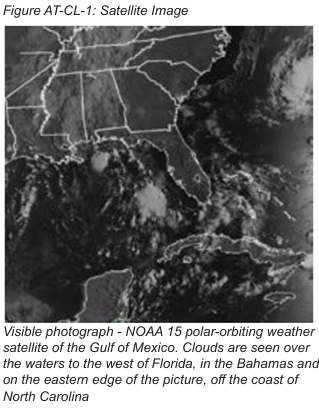 Figure AT-CL-1: Satellite Image
Visible photograph - NOAA 15 polar-orbiting weather
satellite of the Gulf of Mexico. Clouds are seen over
the waters to the west of Florida, in the Bahamas and
on the eastern edge of the picture, off the coast of
North Carolina